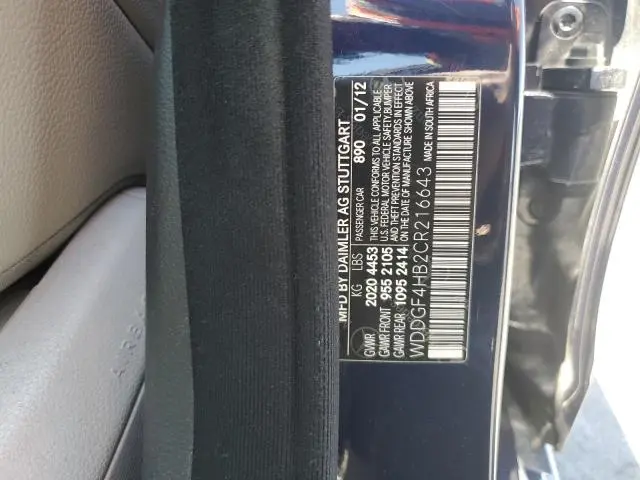 MFD BY DAIMLER AG STUTTGART
KG LBS PASSENGER CAR 890 01/12
GVWR 2020 4453 THIS VEHICLE CONFORMS TO ALL APPLICABLE
GAWR FRONT 955 2105 U.S. FEDERAL MOTOR VEHICLE SAFETY, BUMPER
GAWR REAR 1095 2414 AND THEFT PREVENTION STANDARDS IN EFFECT
ON THE DATE OF MANUFACTURE SHOWN ABOVE
WDDGF4HB2CR216643 MADE IN SOUTH AFRICA